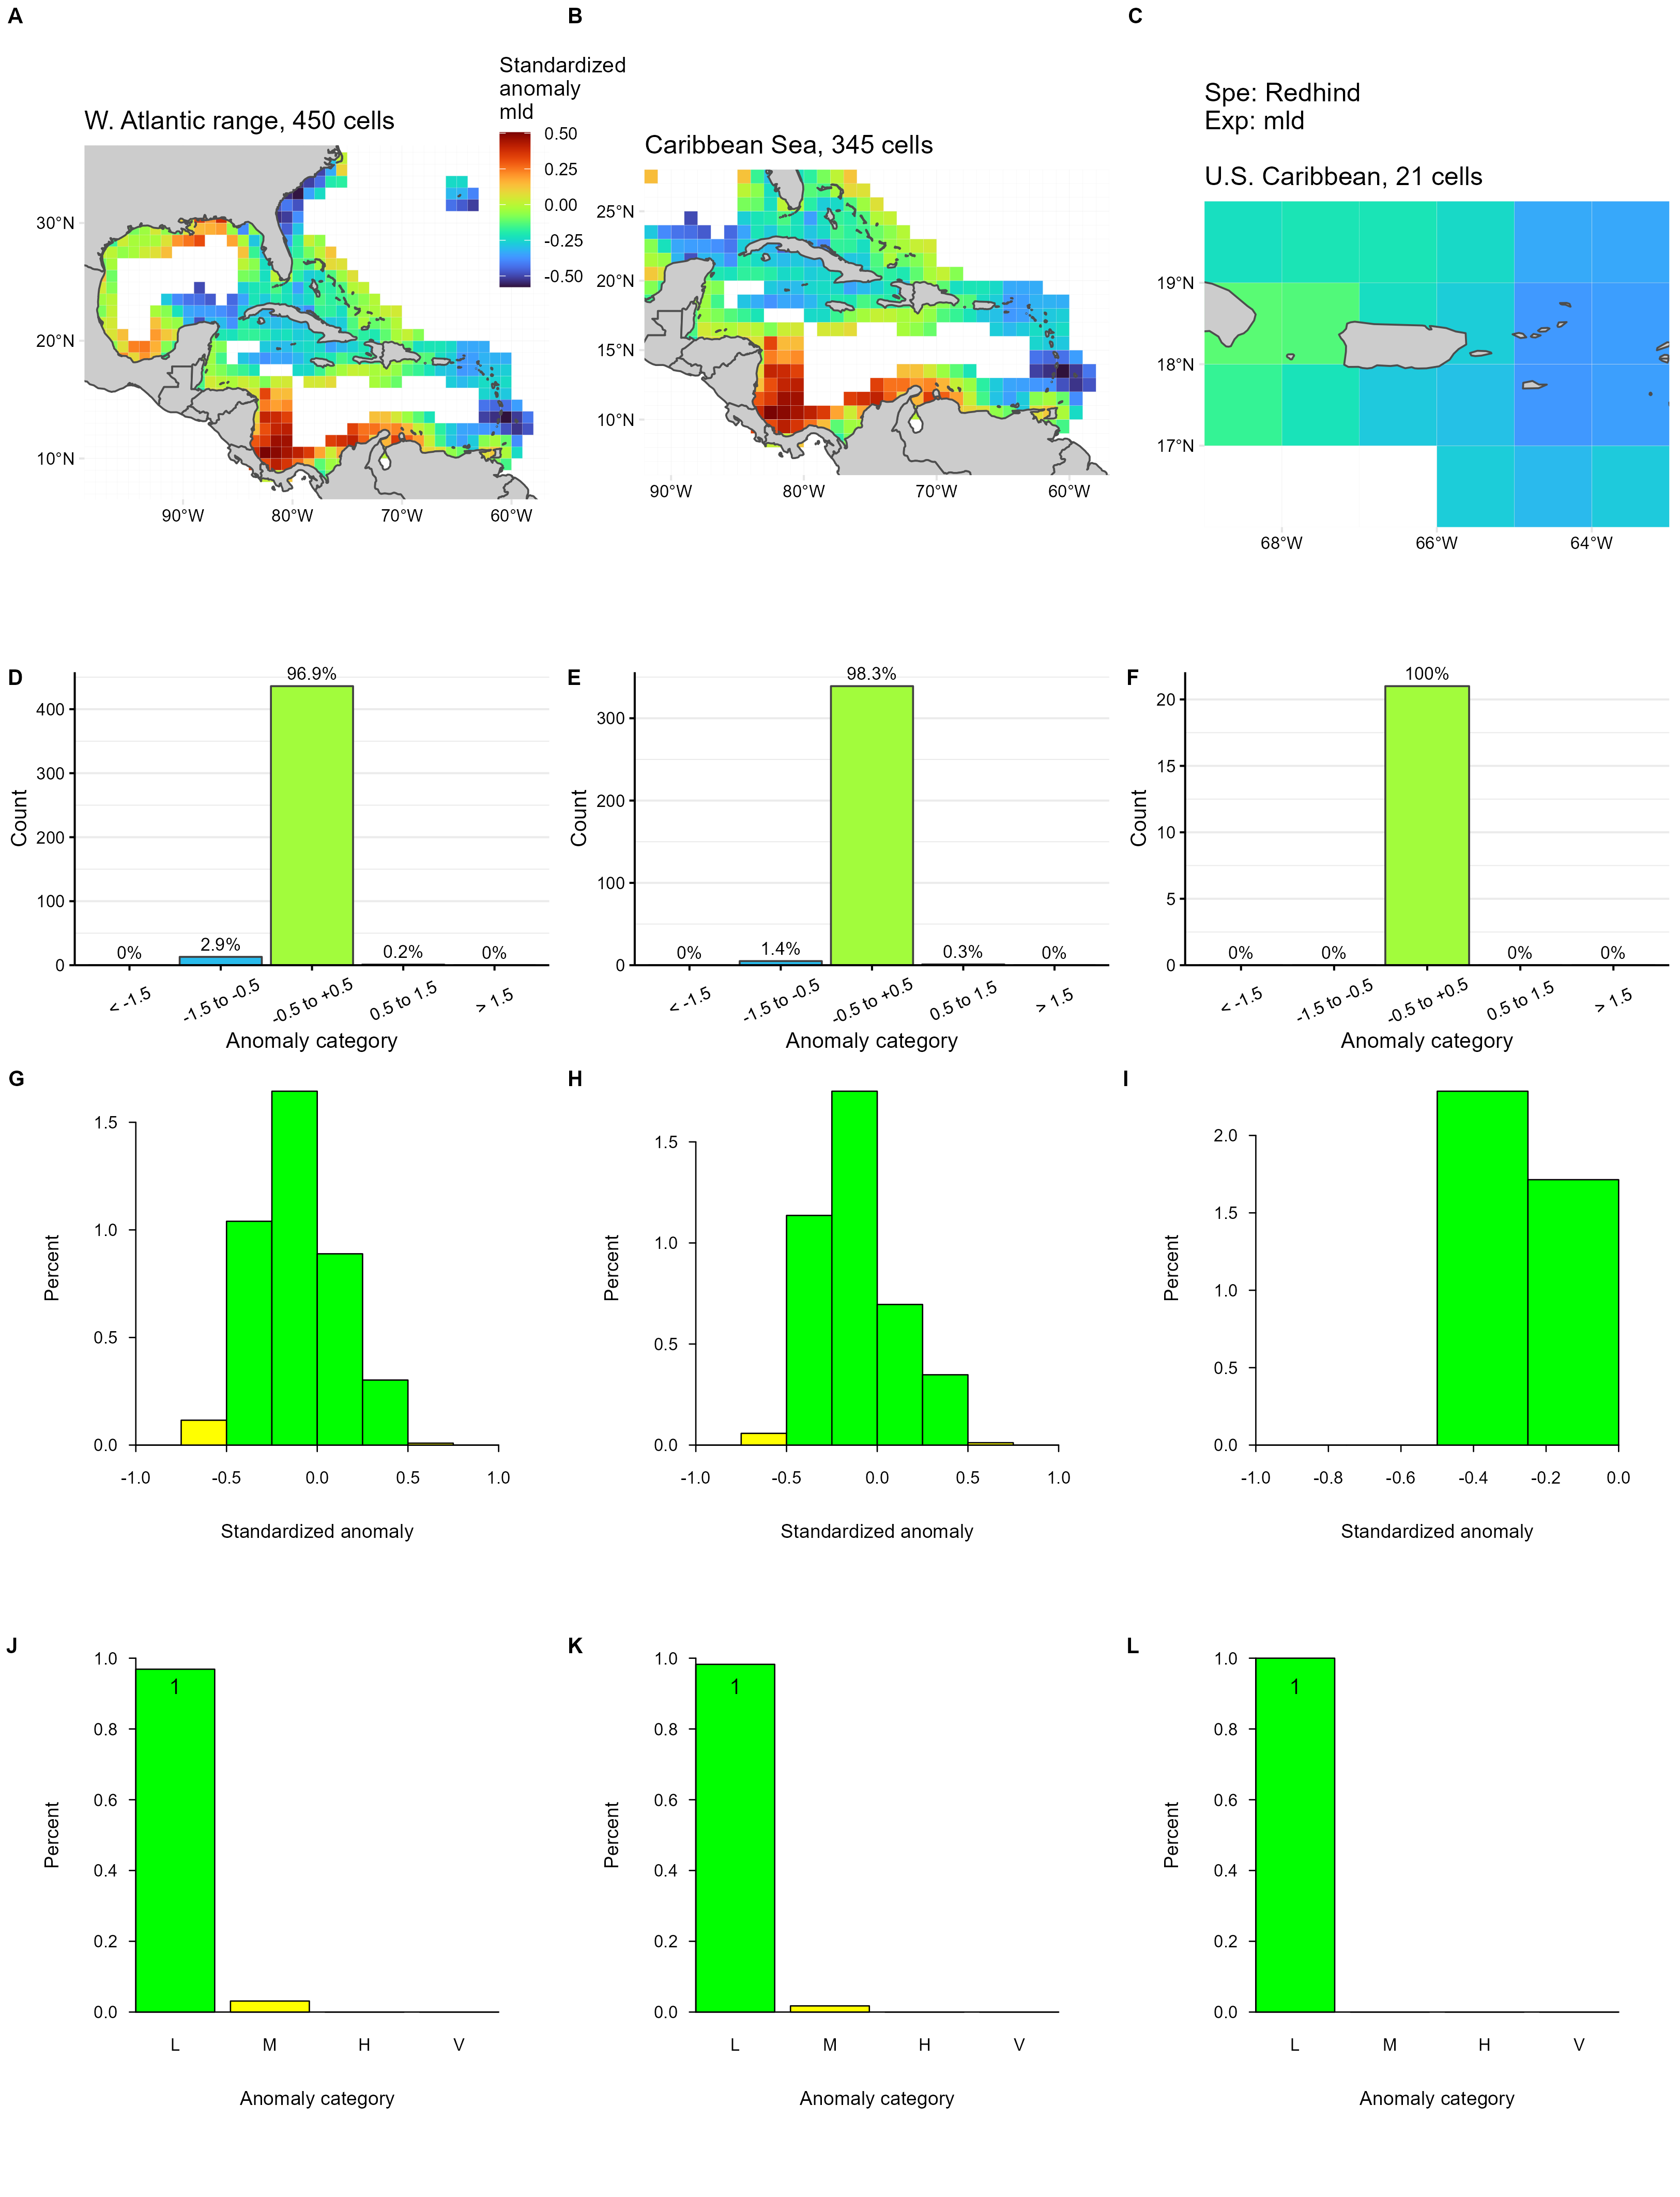 A
B
C
Standardized
anomaly
mld
W. Atlantic range, 450 cells
0.50
0.25
0.00
-0.25
-0.50
30°N
20°N
10°N
90°W
80°W
70°W
60°W
Caribbean Sea, 345 cells
25°N
20°N
15°N
10°N
90°W
80°W
70°W
60°W
Spe: Redhind
Exp: mld
U.S. Caribbean, 21 cells
19°N
18°N
17°N
68°W
66°W
64°W
D
Count
400
300
200
100
0
0%
2.9%
96.9%
0.2%
0%
< -1.5
-1.5 to -0.5
-0.5 to +0.5
0.5 to 1.5
> 1.5
Anomaly category
E
Count
300
200
100
0
0%
1.4%
98.3%
0.3%
0%
< -1.5
-1.5 to -0.5
-0.5 to +0.5
0.5 to 1.5
> 1.5
Anomaly category
F
Count
20
15
10
5
0
0%
0%
100%
0%
0%
< -1.5
-1.5 to -0.5
-0.5 to +0.5
0.5 to 1.5
> 1.5
Anomaly category
G
Percent
1.5
1.0
0.5
0.0
-1.0
-0.5
0.0
0.5
1.0
Standardized anomaly
H
Percent
1.5
1.0
0.5
0.0
-1.0
-0.5
0.0
0.5
1.0
Standardized anomaly
I
Percent
2.0
1.5
1.0
0.5
0.0
-1.0
-0.8
-0.6
-0.4
-0.2
0.0
Standardized anomaly
J
Percent
1.0
0.8
0.6
0.4
0.2
0.0
1
L
M
H
V
Anomaly category
K
Percent
1.0
0.8
0.6
0.4
0.2
0.0
1
L
M
H
V
Anomaly category
L
Percent
1.0
0.8
0.6
0.4
0.2
0.0
1
L
M
H
V
Anomaly category